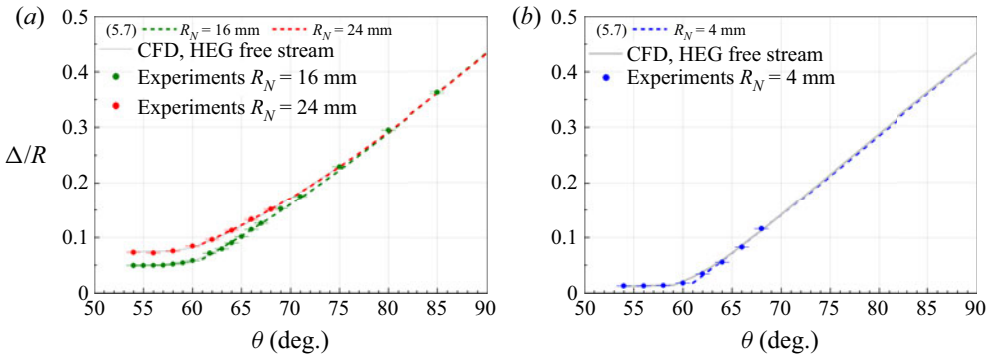 (a)
(5.7) R_N = 16 mm R_N = 24 mm
CFD, HEG free stream
Experiments R_N = 16 mm
Experiments R_N = 24 mm
0.5
0.4
0.3
0.2
0.1
0
Δ/R
50 55 60 65 70 75 80 85 90
θ (deg.)
(b)
(5.7) R_N = 4 mm
CFD, HEG free stream
Experiments R_N = 4 mm
0.5
0.4
0.3
0.2
0.1
0
50 55 60 65 70 75 80 85 90
θ (deg.)